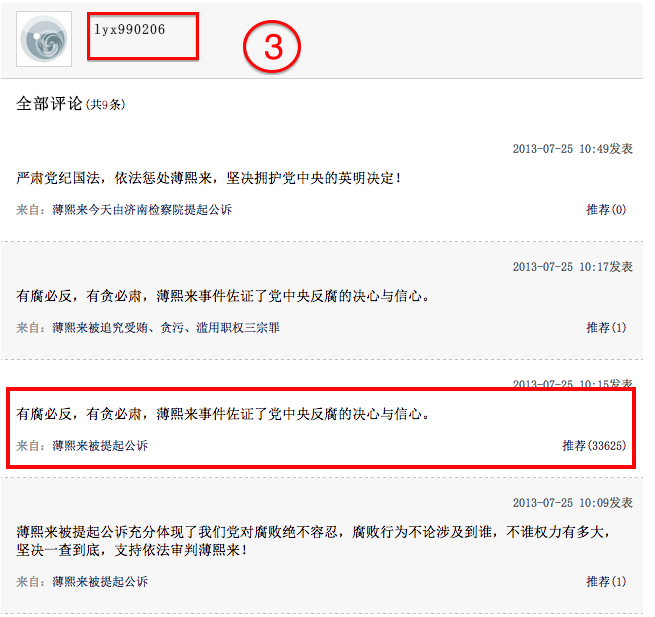 lyx990206
③
全部评论(共9条)
2013-07-25 10:49发表
严肃党纪国法，依法惩处薄熙来，坚决拥护党中央的英明决定！
来自：薄熙来今天由济南检察院提起公诉 推荐(0)
2013-07-25 10:17发表
有腐必反，有贪必肃，薄熙来事件佐证了党中央反腐的决心与信心。
来自：薄熙来被追究受贿、贪污、滥用职权三宗罪 推荐(1)
2013-07-25 10:15发表
有腐必反，有贪必肃，薄熙来事件佐证了党中央反腐的决心与信心。
来自：薄熙来被提起公诉 推荐(33625)
2013-07-25 10:09发表
薄熙来被提起公诉充分体现了我们党对腐败绝不容忍，腐败行为不论涉及到谁，不谁权力有多大，
坚决一查到底，支持依法审判薄熙来！
来自：薄熙来被提起公诉 推荐(1)